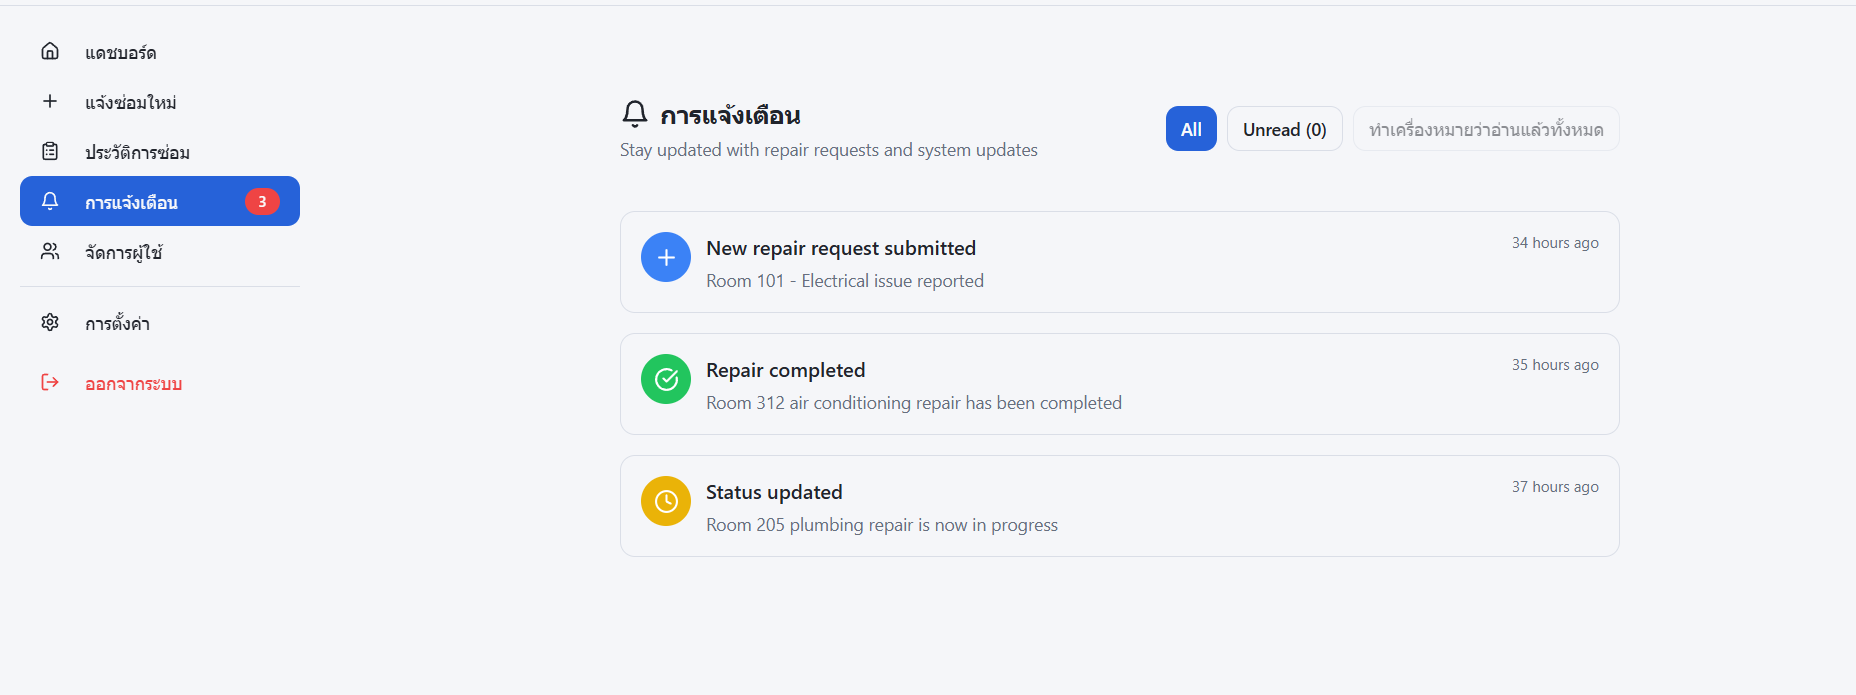 แดชบอร์ด
แจ้งซ่อมใหม่
ประวัติการซ่อม
การแจ้งเตือน 3
จัดการผู้ใช้
การตั้งค่า
ออกจากระบบ
การแจ้งเตือน
Stay updated with repair requests and system updates
All Unread (0) ทำเครื่องหมายว่าอ่านแล้วทั้งหมด
New repair request submitted 34 hours ago
Room 101 - Electrical issue reported
Repair completed 35 hours ago
Room 312 air conditioning repair has been completed
Status updated 37 hours ago
Room 205 plumbing repair is now in progress